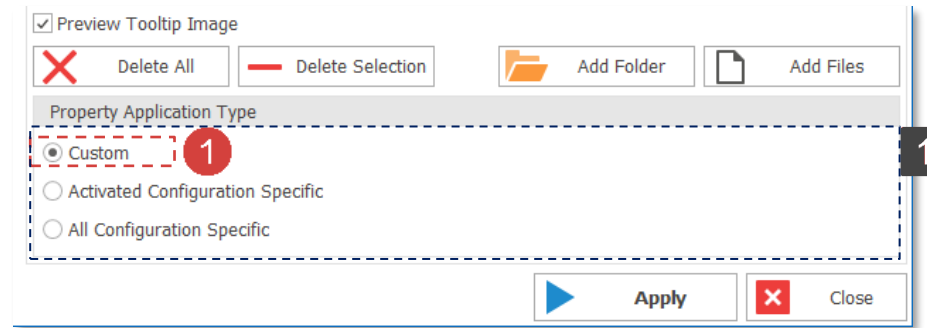 Preview Tooltip Image
Delete All Delete Selection Add Folder Add Files
Property Application Type
Custom 1
1
Activated Configuration Specific
All Configuration Specific
Apply Close